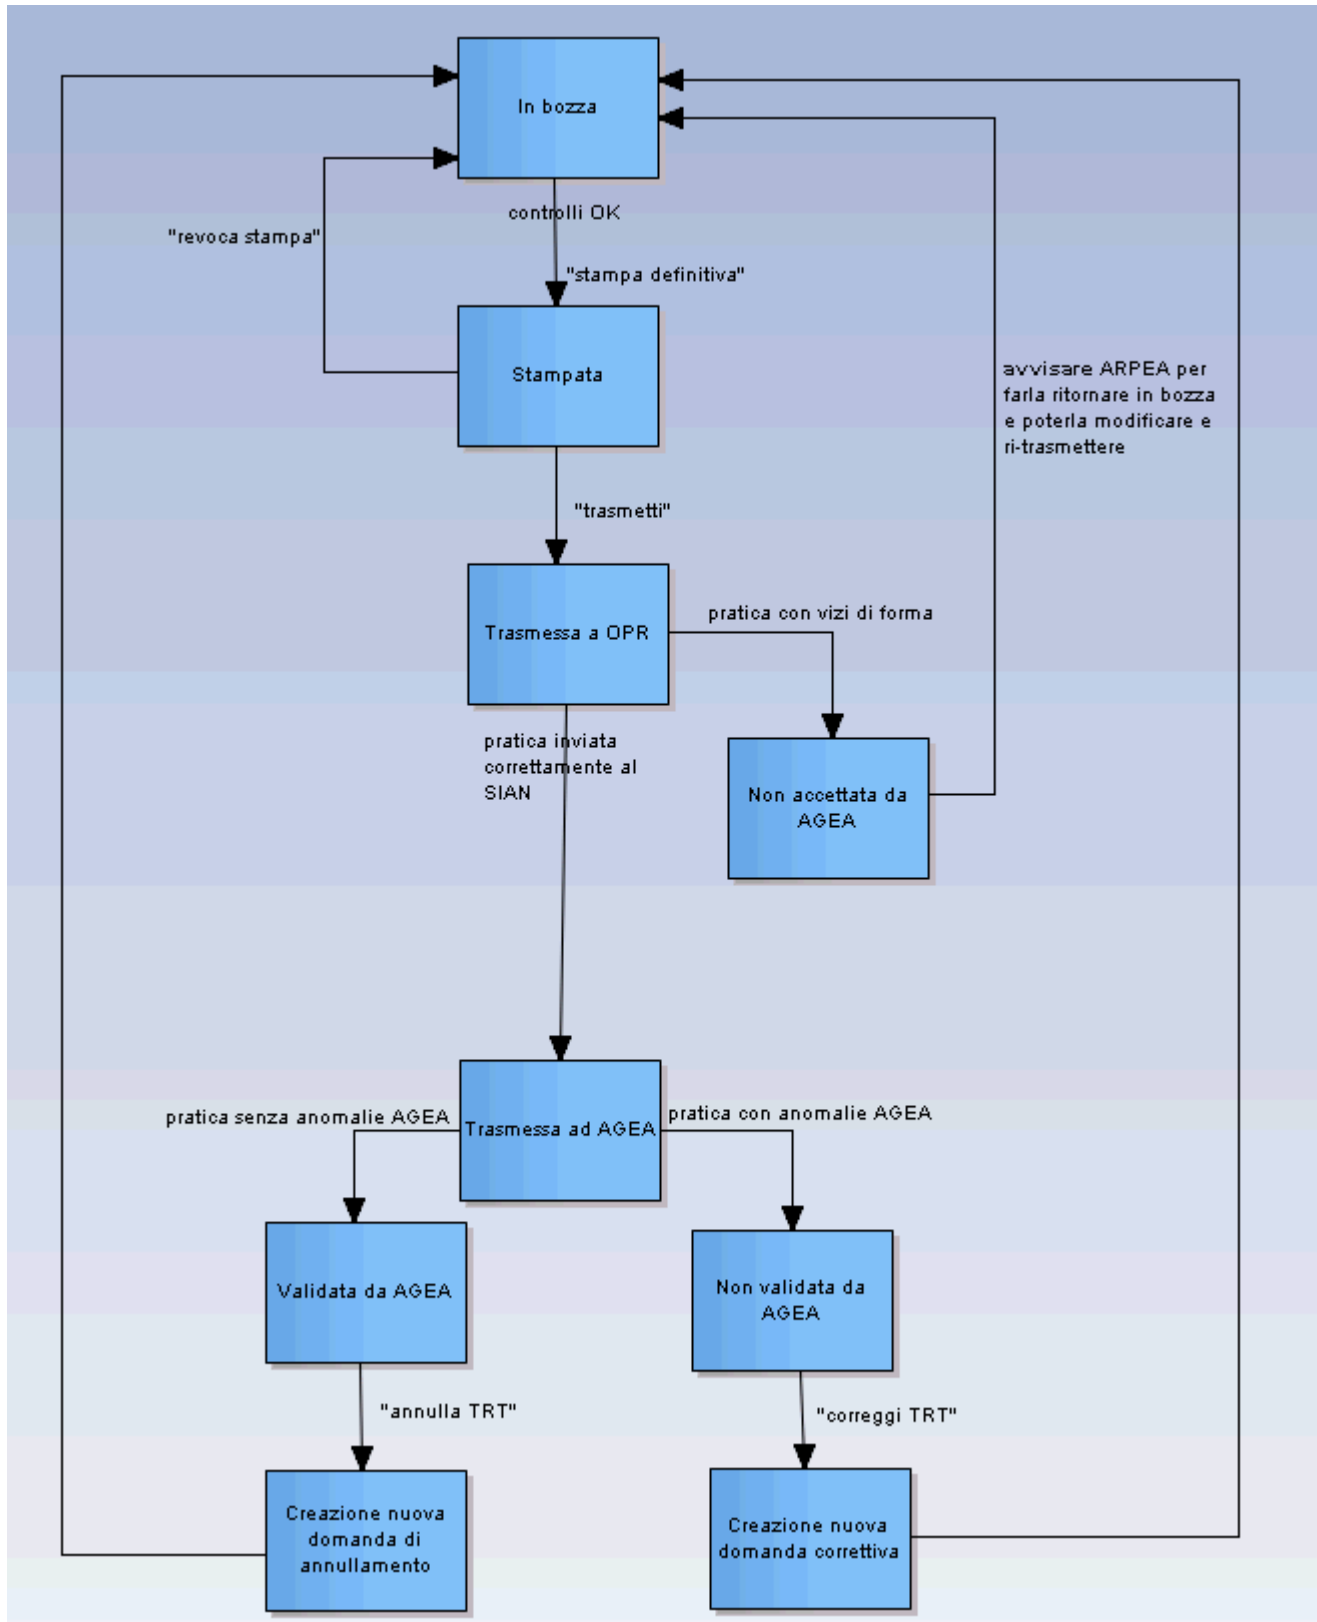 In bozza
controlli OK
"revoca stampa"
"stampa definitiva"
Stampata
avvisare ARPEA per
farla ritornare in bozza
e poterla modificare e
ri-trasmettere
"trasmetti"
pratica con vizi di forma
Trasmessa a OPR
pratica inviata
correttamente al
SIAN
Non accettata da
AGEA
pratica senza anomalie AGEA
pratica con anomalie AGEA
Trasmessa ad AGEA
Validata da AGEA
Non validata da
AGEA
"annulla TRT"
"correggi TRT"
Creazione nuova
domanda di
annullamento
Creazione nuova
domanda correttiva